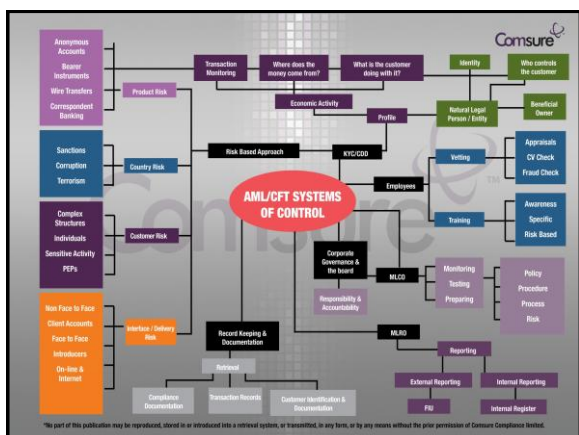 Comsure
Anonymous
Accounts
Bearer
Instruments
Wire Transfers
Correspondent
Banking
Product Risk
Transaction
Monitoring
Where does the
money come from?
What is the customer
doing with it?
Identity
Who controls
the customer
Economic Activity
Profile
Natural Legal
Person / Entity
Beneficial
Owner
Sanctions
Corruption
Terrorism
Country Risk
Risk Based Approach
KYC/CDD
Employees
Vetting
Appraisals
CV Check
Fraud Check
AML/CFT SYSTEMS
OF CONTROL
TM
Comsure
Training
Awareness
Specific
Risk Based
Complex
Structures
Individuals
Sensitive Activity
PEPs
Customer Risk
Corporate
Governance &
the board
Responsibility &
Accountability
MLCO
Monitoring
Testing
Preparing
Policy
Procedure
Process
Risk
Non Face to Face
Client Accounts
Face to Face
Introducers
On-line &
Internet
Interface / Delivery
Risk
Record Keeping &
Documentation
Retrieval
Compliance
Documentation
Transaction Records
Customer Identification &
Documentation
MLRO
Reporting
External Reporting
Internal Reporting
FIU
Internal Register
*No part of this publication may be reproduced, stored in or introduced into a retrieval system, or transmitted, in any form, or by any means without the prior permission of Comsure Compliance limited.